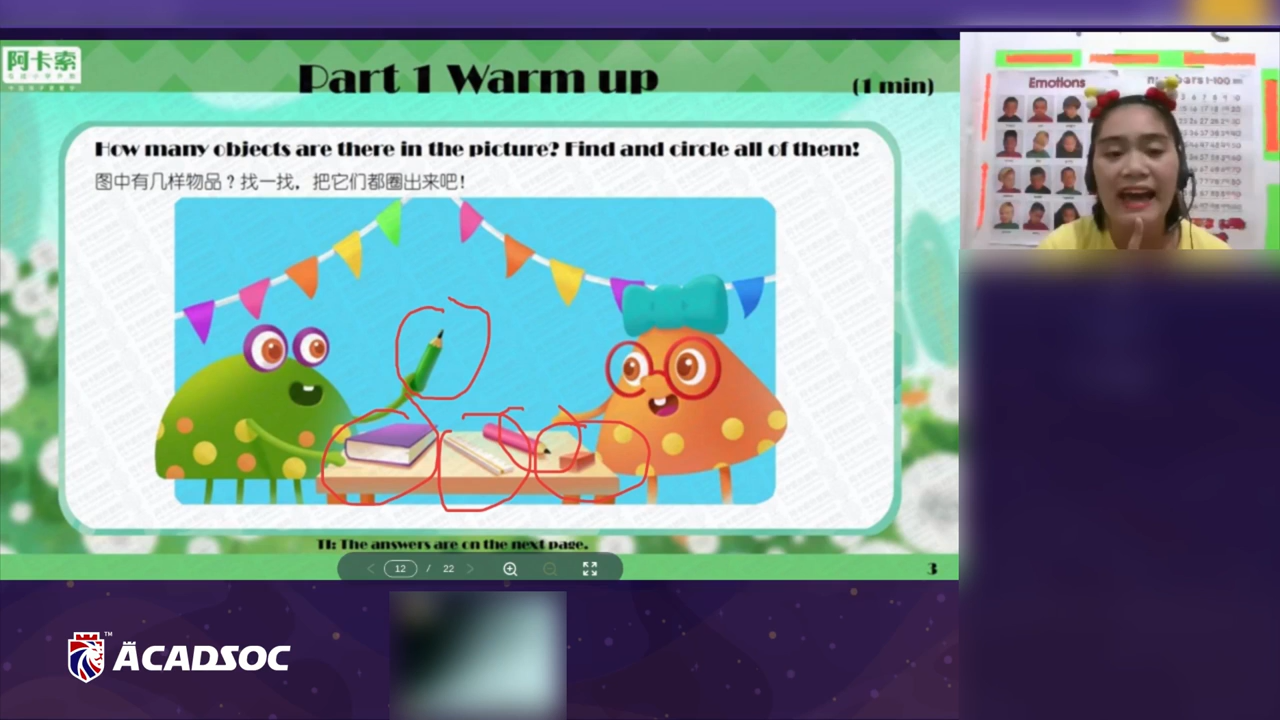 阿卡索
Part 1 Warm up
(1 min)
How many objects are there in the picture? Find and circle all of them!
图中有几样物品？找一找，把它们都圈出来吧！
TI: The answers are on the next page.
12 / 22
3
ACADSOC
TM
Emotions